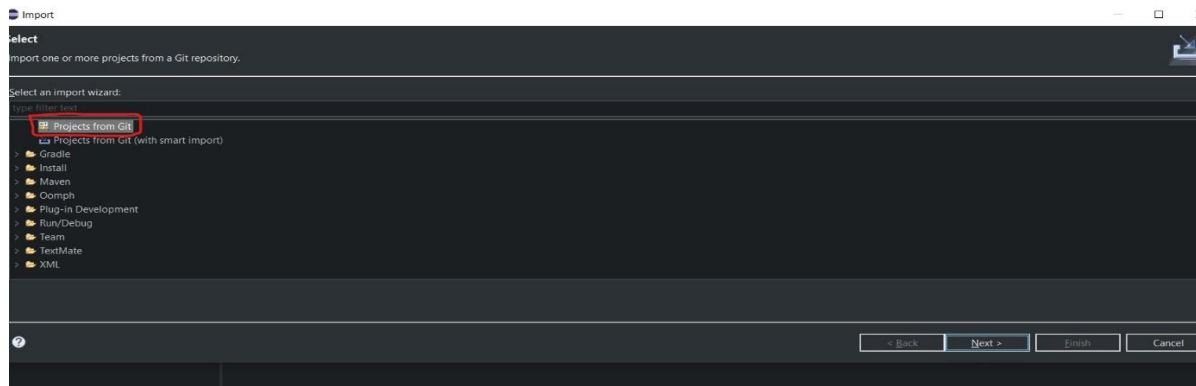 Import
Select
Import one or more projects from a Git repository.
Select an import wizard:
type filter text
Projects from Git
Projects from Git (with smart import)
Gradle
Install
Maven
Oomph
Plug-in Development
Run/Debug
Team
TextMate
XML
?
< Back
Next >
Finish
Cancel